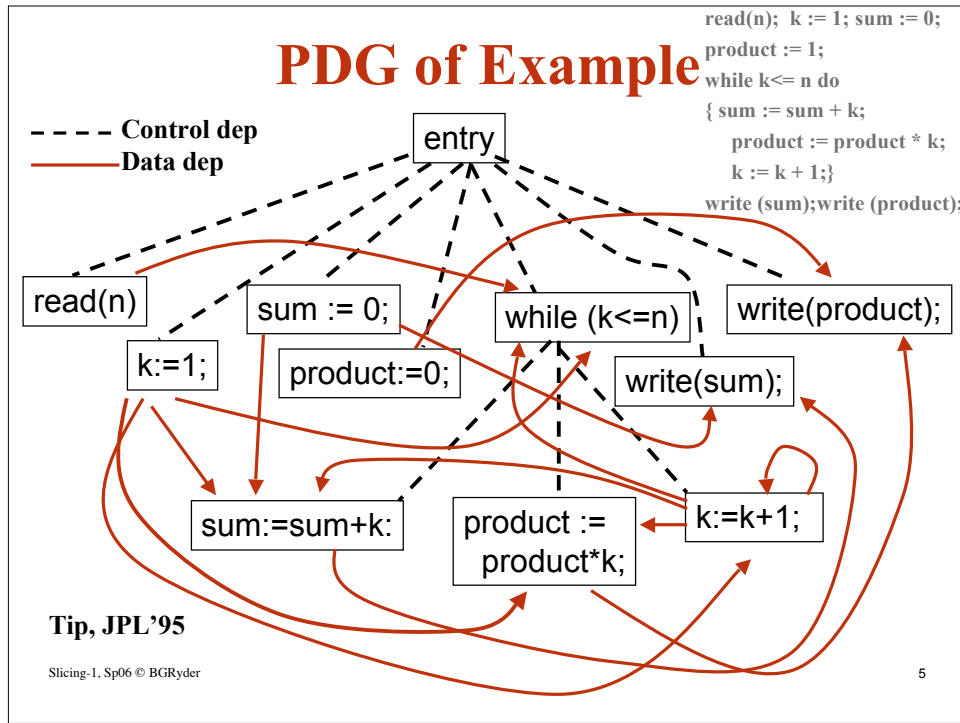 read(n); k := 1; sum := 0;
PDG of Example
product := 1;
while k<= n do
{ sum := sum + k;
product := product * k;
k := k + 1;}
write (sum);write (product);
Control dep
Data dep
entry
read(n)
sum := 0;
while (k<=n)
write(product);
k:=1;
product:=0;
write(sum);
sum:=sum+k:
product :=
product*k;
k:=k+1;
Tip, JPL’95
Slicing-1, Sp06 © BGRyder
5